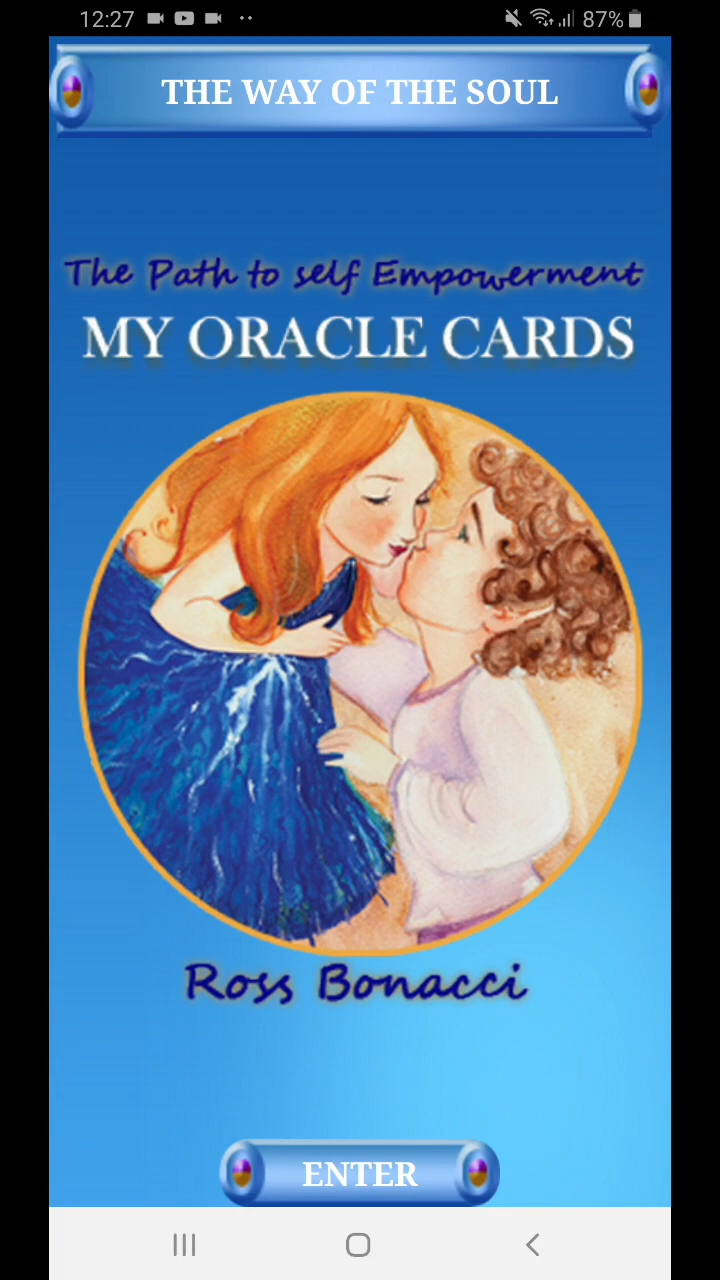 12:27
87%
THE WAY OF THE SOUL
The Path to self Empowerment
MY ORACLE CARDS
Ross Bonacci
ENTER